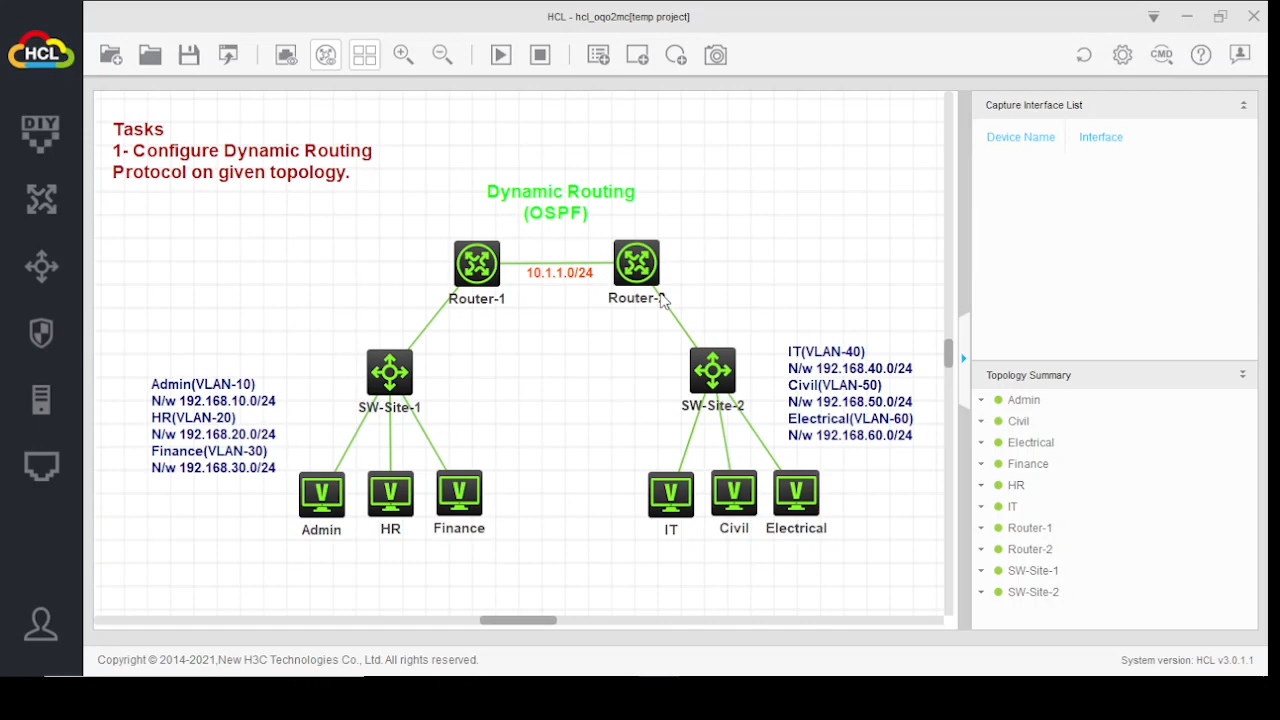 HCL - hcl_oqo2mc[temp project]
HCL
CMD
DIY
Tasks
1- Configure Dynamic Routing
Protocol on given topology.
Dynamic Routing
(OSPF)
10.1.1.0/24
Router-1
SW-Site-1
SW-Site-2
Admin(VLAN-10)
N/w 192.168.10.0/24
HR(VLAN-20)
N/w 192.168.20.0/24
Finance(VLAN-30)
N/w 192.168.30.0/24
IT(VLAN-40)
N/w 192.168.40.0/24
Civil(VLAN-50)
N/w 192.168.50.0/24
Electrical(VLAN-60)
N/w 192.168.60.0/24
V
V
V
V
V
V
Admin
HR
Finance
IT
Civil
Electrical
Capture Interface List
Device Name
Interface
Topology Summary
Admin
Civil
Electrical
Finance
HR
IT
Router-1
Router-2
SW-Site-1
SW-Site-2
Copyright © 2014-2021,New H3C Technologies Co., Ltd. All rights reserved.
System version: HCL v3.0.1.1